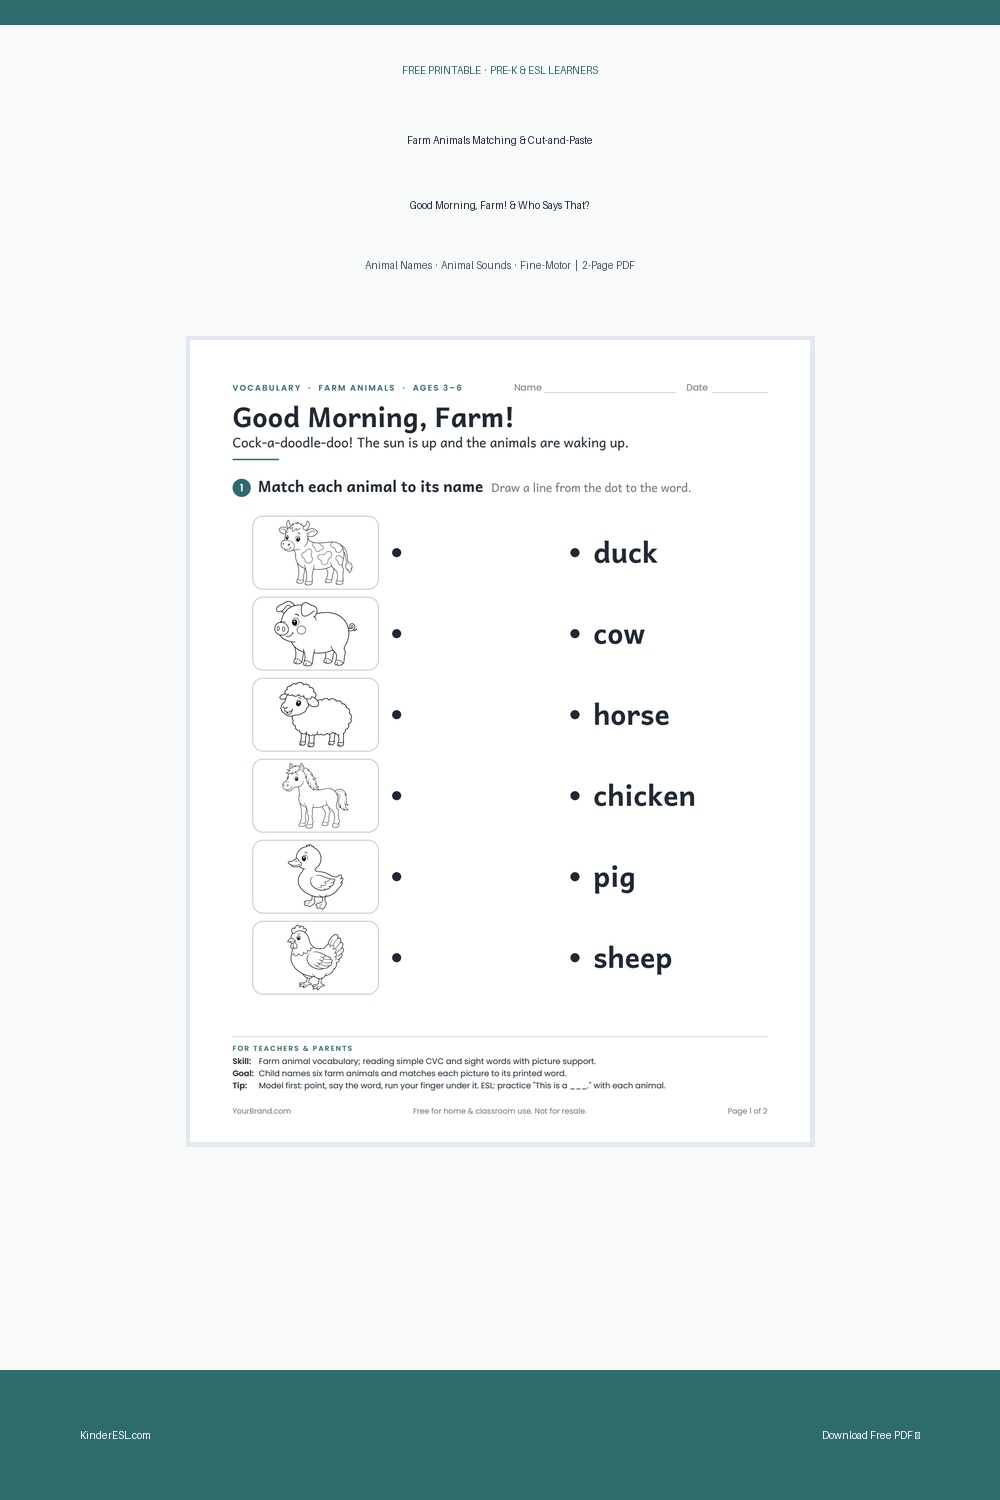 FREE PRINTABLE · PRE-K & ESL LEARNERS
Farm Animals Matching & Cut-and-Paste
Good Morning, Farm! & Who Says That?
Animal Names · Animal Sounds · Fine-Motor | 2-Page PDF
VOCABULARY · FARM ANIMALS · AGES 3–6 Name ____ Date ____
Good Morning, Farm!
Cock-a-doodle-doo! The sun is up and the animals are waking up.
1 Match each animal to its name Draw a line from the dot to the word.
• • duck
• • cow
• • horse
• • chicken
• • pig
• • sheep
FOR TEACHERS & PARENTS
Skill: Farm animal vocabulary; reading simple CVC and sight words with picture support.
Goal: Child names six farm animals and matches each picture to its printed word.
Tip: Model first: point, say the word, run your finger under it. ESL: practice "This is a ___." with each animal.
YourBrand.com Free for home & classroom use. Not for resale. Page 1 of 2
KinderESL.com Download Free PDF